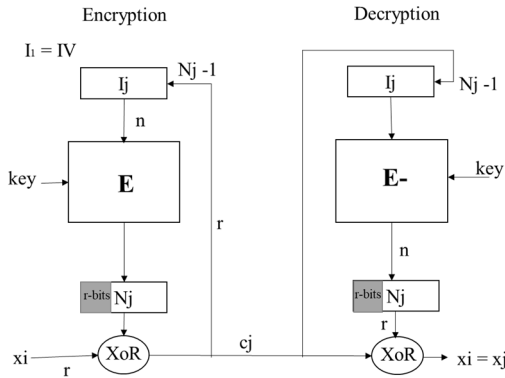 Encryption
Decryption
I₁ = IV
Nj -1
Ij
n
key
E
r
r-bits Nj
xi
r
XoR
cj
Ij
Nj -1
E-
key
n
r-bits Nj
r
XoR
xi = xj